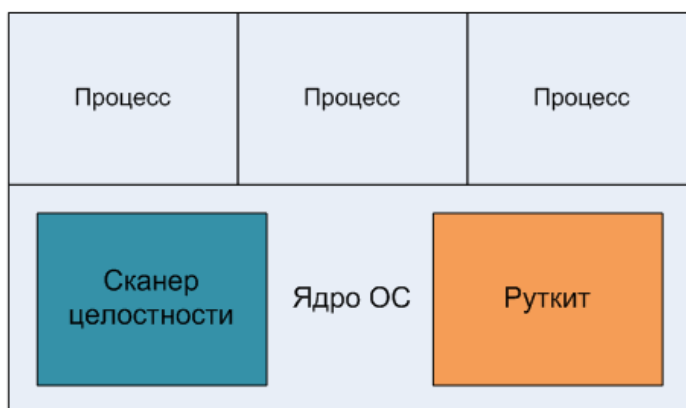 Процесс
Процесс
Процесс
Сканер
целостности
Ядро ОС
Руткит